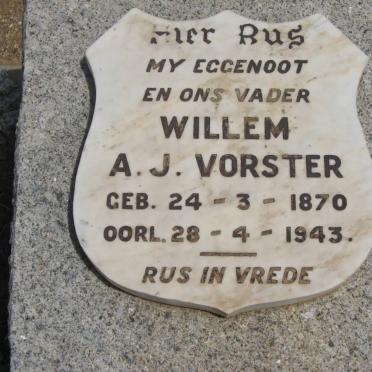 Hier Rus
MY EGGENOOT
EN ONS VADER
WILLEM
A. J. VORSTER
GEB. 24 - 3 - 1870
OORL. 28 - 4 - 1943.
RUS IN VREDE